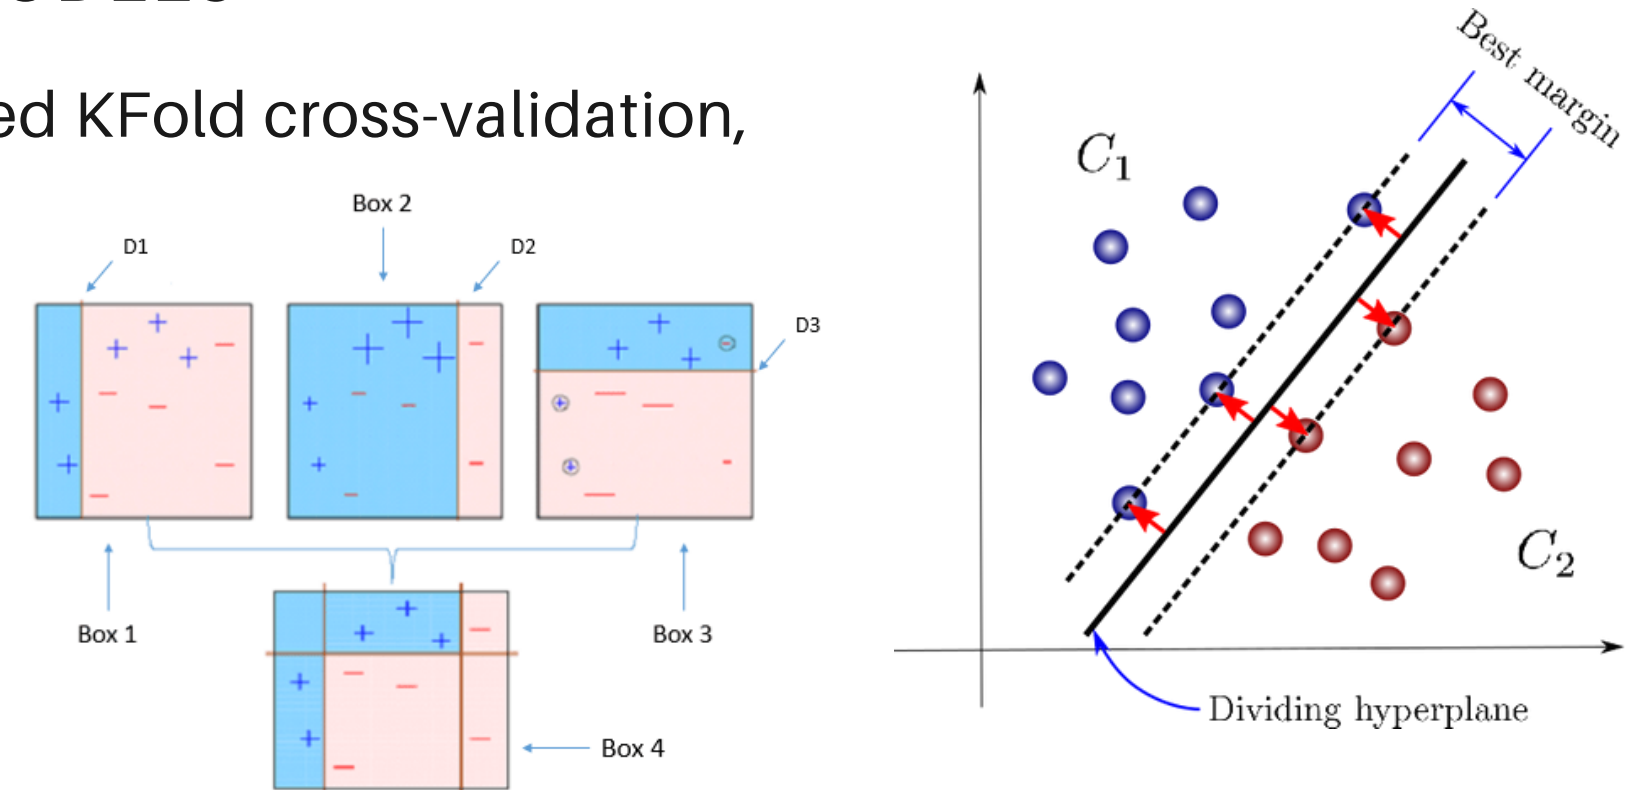 ed KFold cross-validation,
Box 2
D1
D2
D3
Box 1
Box 3
Box 4
Best margin
C₁
C₂
Dividing hyperplane